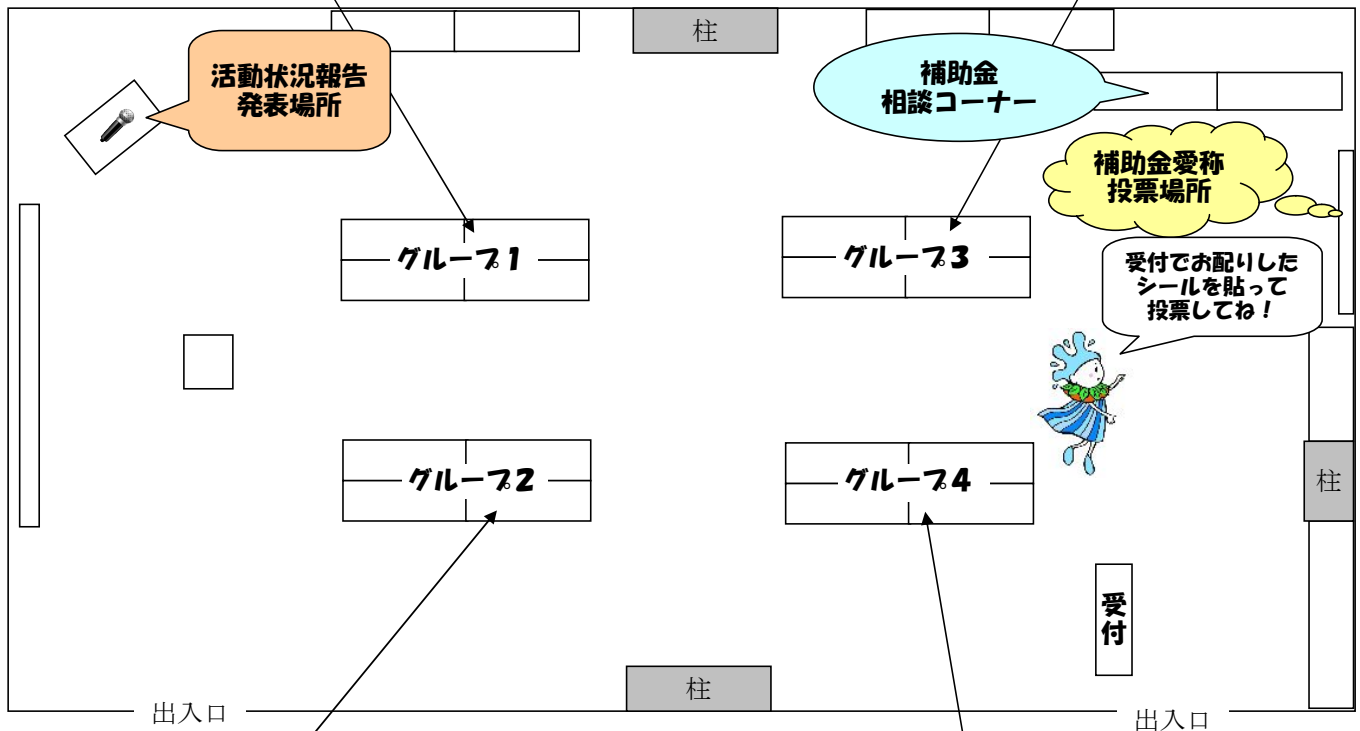 柱
活動状況報告
発表場所
補助金
相談コーナー
補助金愛称
投票場所
グループ1
グループ3
受付でお配りした
シールを貼って
投票してね!
グループ2
グループ4
柱
受付
柱
出入口
出入口